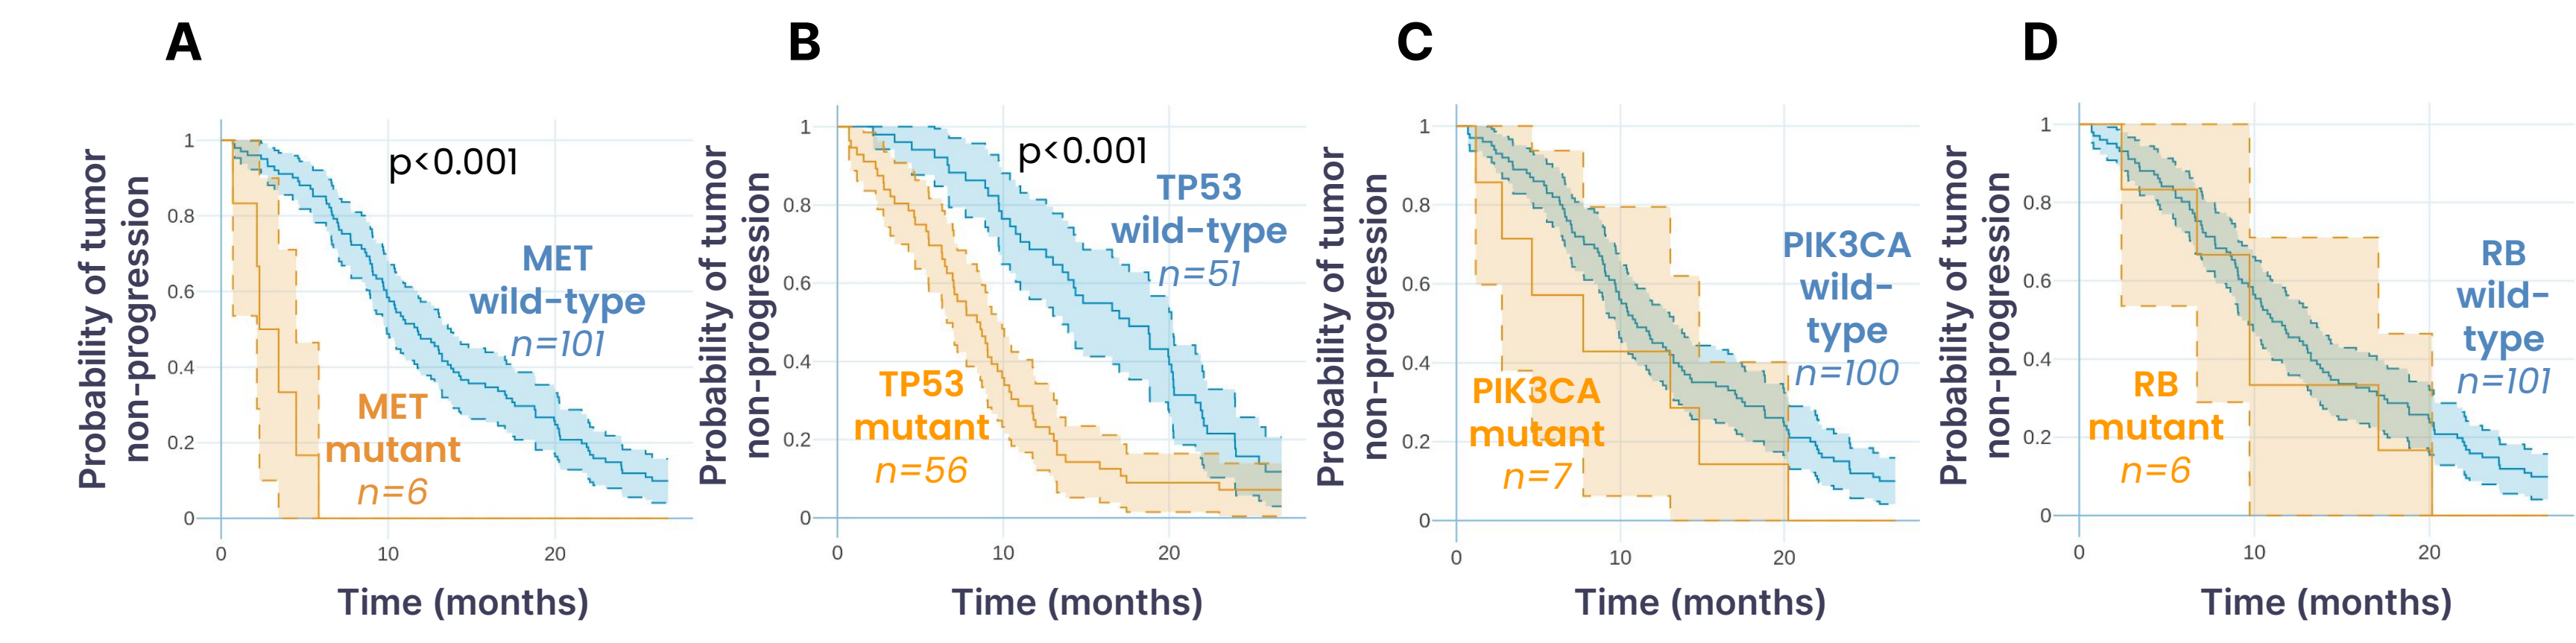 A
Probability of tumor
non-progression
1
0.8
0.6
0.4
0.2
0
p<0.001
MET
wild-type
n=101
MET
mutant
n=6
0 10 20
Time (months)
B
Probability of tumor
non-progression
1
0.8
0.6
0.4
0.2
0
p<0.001
TP53
wild-type
n=51
TP53
mutant
n=56
0 10 20
Time (months)
C
Probability of tumor
non-progression
1
0.8
0.6
0.4
0.2
0
PIK3CA
wild-
type
n=100
PIK3CA
mutant
n=7
0 10 20
Time (months)
D
Probability of tumor
non-progression
1
0.8
0.6
0.4
0.2
0
RB
wild-
type
n=101
RB
mutant
n=6
0 10 20
Time (months)